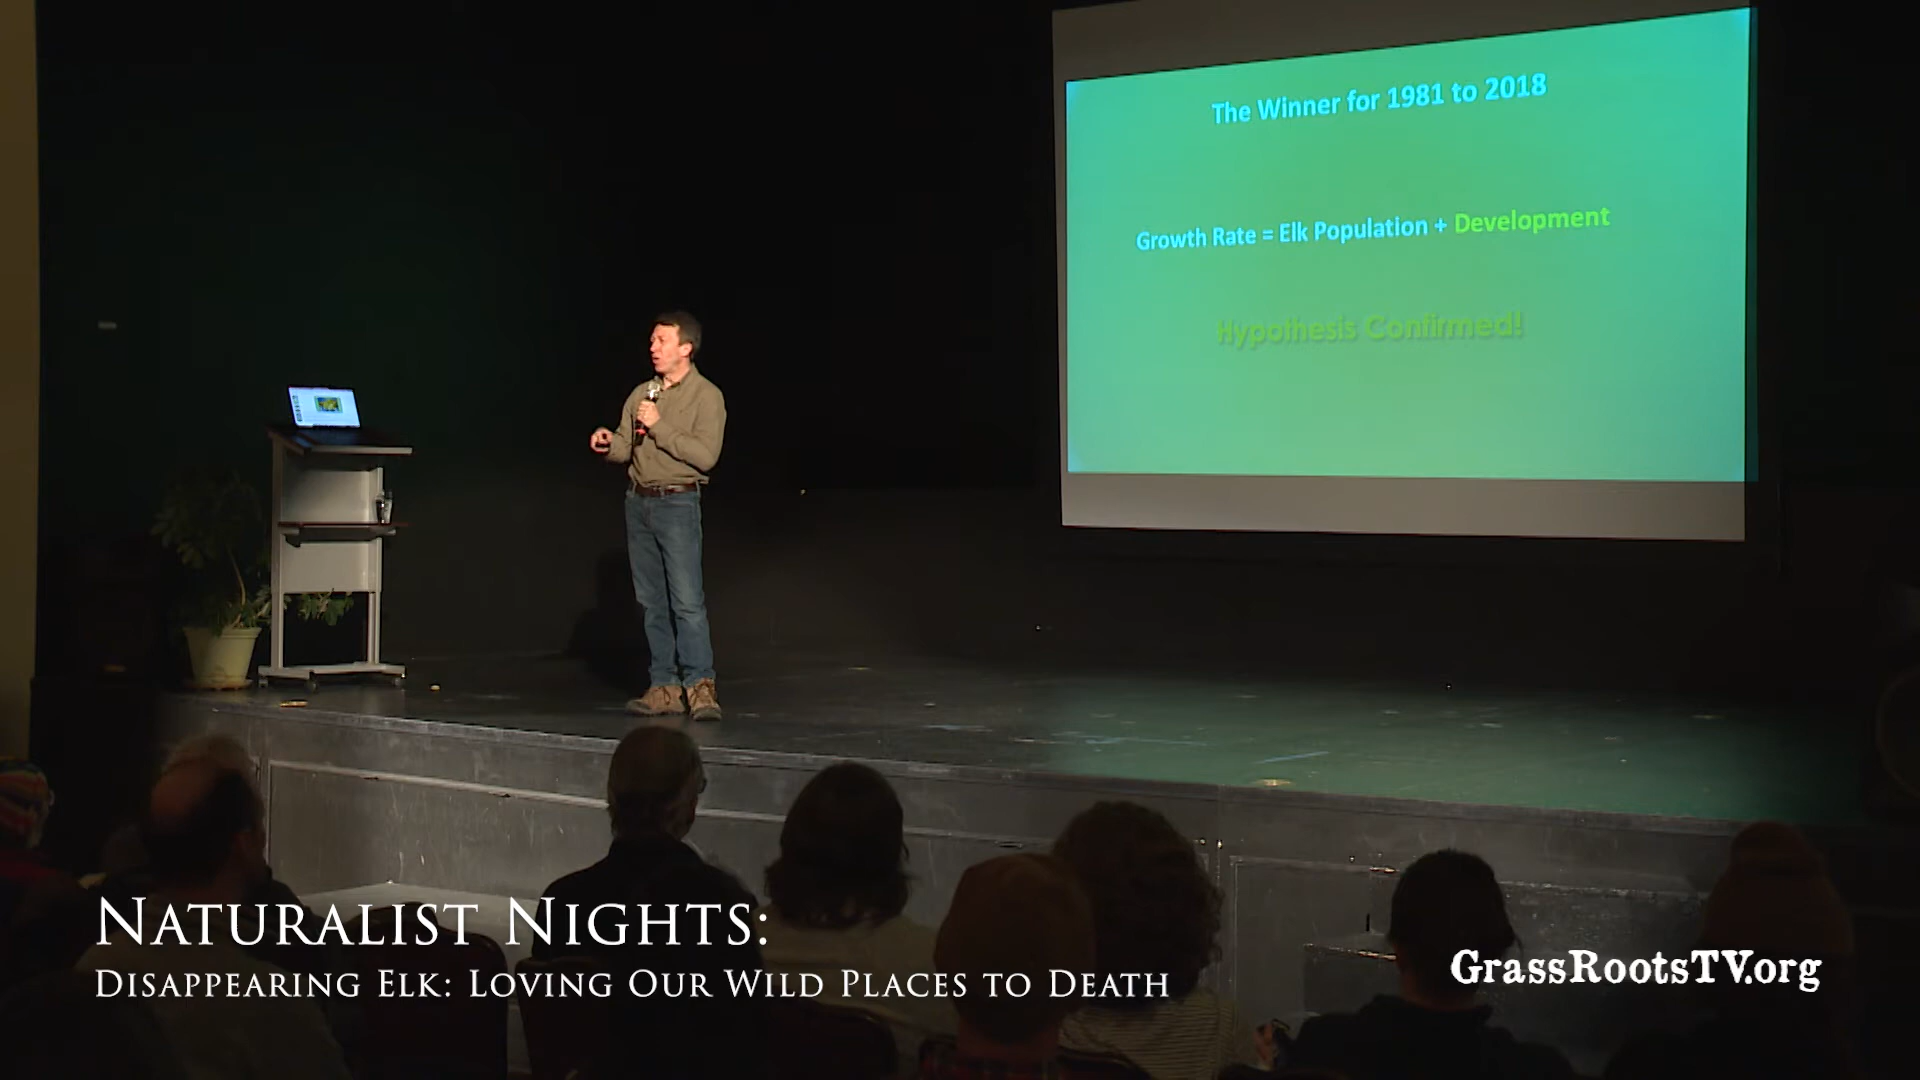 The Winner for 1981 to 2018
Growth Rate = Elk Population + Development
Hypothesis Confirmed!
NATURALIST NIGHTS:
DISAPPEARING ELK: LOVING OUR WILD PLACES TO DEATH
GrassRootsTV.org